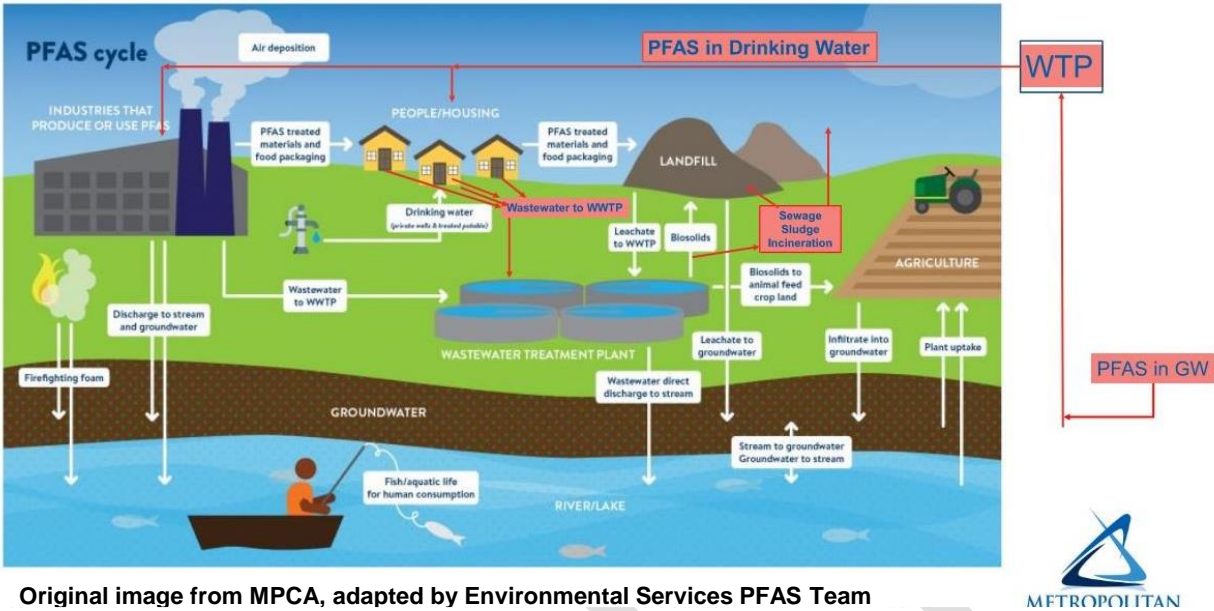 PFAS cycle
Air deposition
PFAS in Drinking Water
WTP
INDUSTRIES THAT
PRODUCE OR USE PFAS
PEOPLE/HOUSING
PFAS treated
materials and
food packaging
PFAS treated
materials and
food packaging
LANDFILL
Drinking water
(private wells & treated potable)
Wastewater to WWTP
Leachate
to WWTP
Biosolids
Sewage
Sludge
Incineration
AGRICULTURE
Wastewater
to WWTP
Biosolids to
animal feed
crop land
Discharge to stream
and groundwater
WASTEWATER TREATMENT PLANT
Leachate to
groundwater
Infiltrate into
groundwater
Plant uptake
PFAS in GW
Firefighting foam
Wastewater direct
discharge to stream
GROUNDWATER
Stream to groundwater
Groundwater to stream
Fish/aquatic life
for human consumption
RIVER/LAKE
Original image from MPCA, adapted by Environmental Services PFAS Team
METROPOLITAN